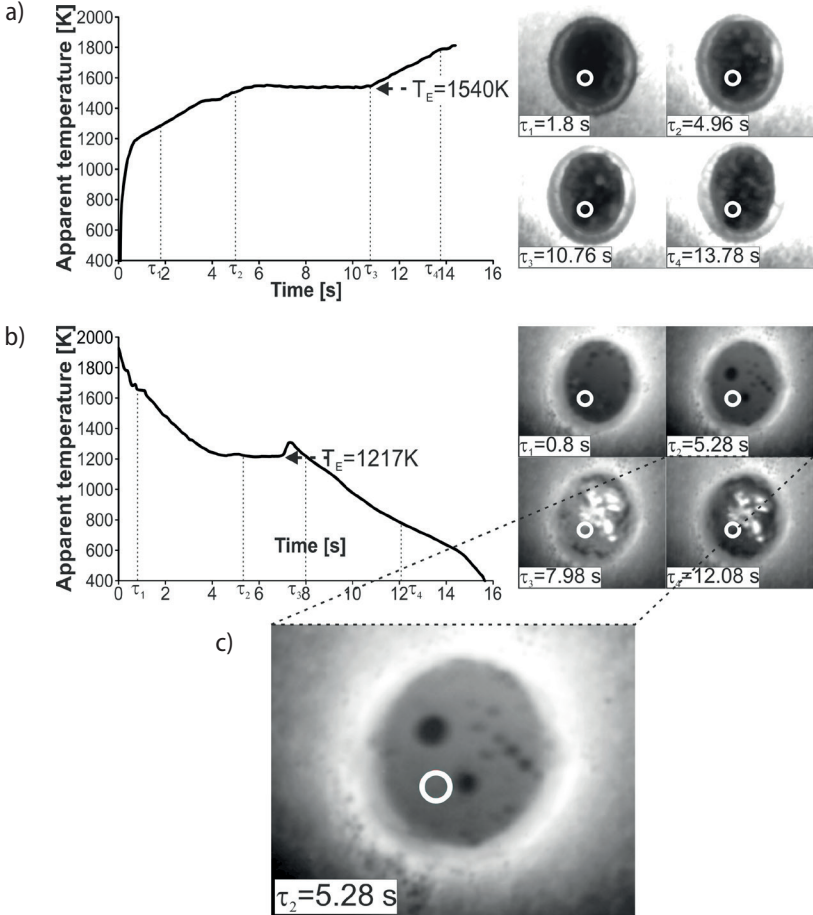 a)
Apparent temperature [K]
2000
1800
1600
1400
1200
1000
800
600
400
T_E=1540K
0 τ₁2 4 τ₂ 6 8 10 τ₃ 12 τ₄14 16
Time [s]
τ₁=1.8 s
τ₂=4.96 s
τ₃=10.76 s
τ₄=13.78 s
b)
Apparent temperature [K]
2000
1800
1600
1400
1200
1000
800
600
400
T_E=1217K
Time [s]
0 τ₁ 2 4 τ₂ 6 τ₃ 8 10 12 τ₄ 14 16
τ₁=0.8 s
τ₂=5.28 s
τ₃=7.98 s
τ₄=12.08 s
c)
τ₂=5.28 s